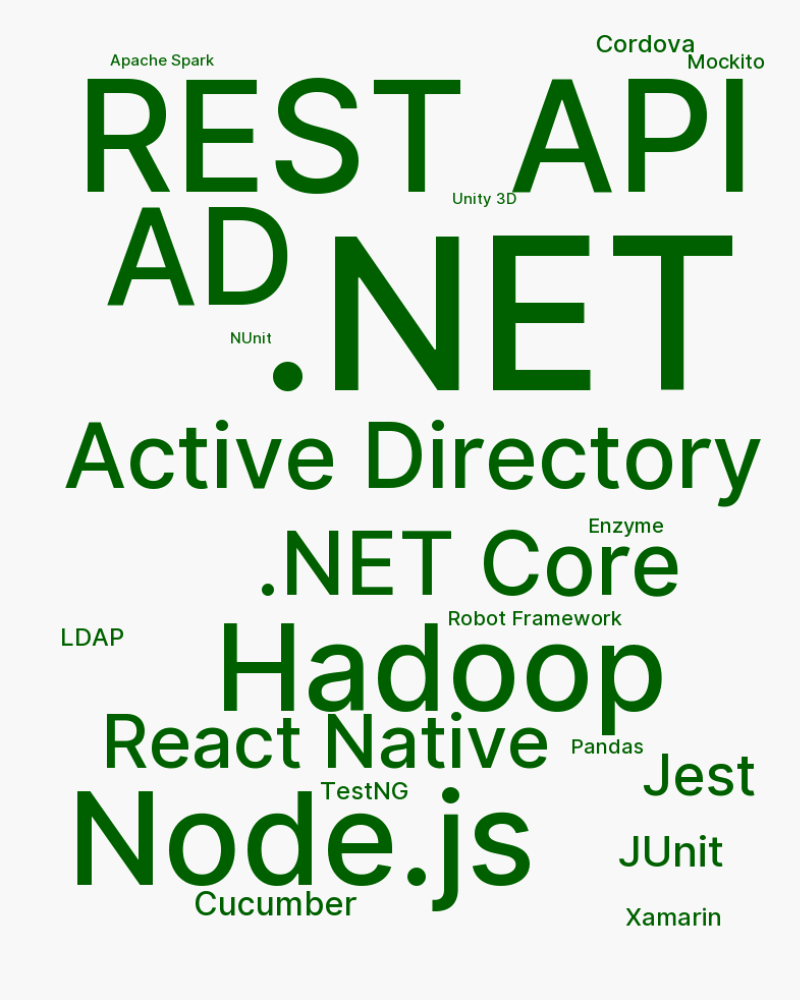 Cordova
Apache Spark
Mockito
REST API
Unity 3D
AD
.NET
NUnit
Active Directory
Enzyme
.NET Core
Robot Framework
LDAP
Hadoop
React Native
Pandas
Jest
TestNG
Node.js
JUnit
Cucumber
Xamarin